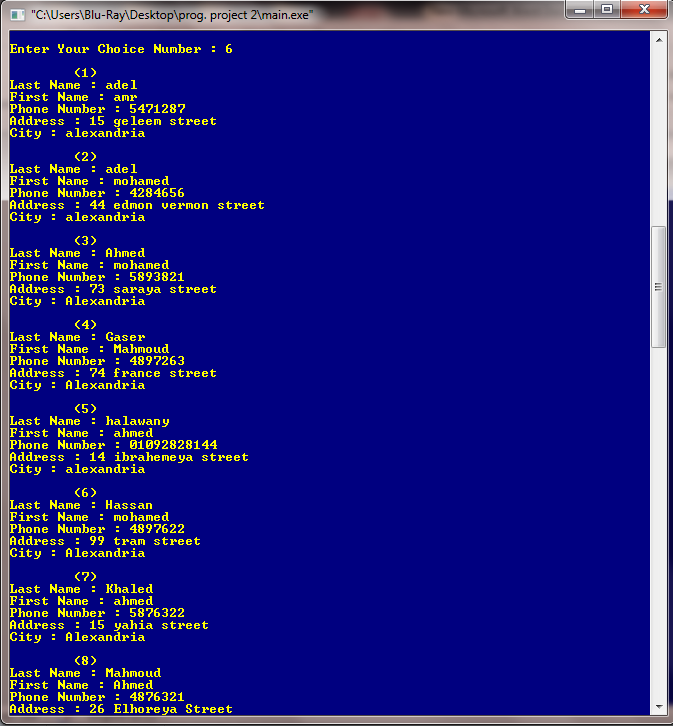 "C:\Users\Blu-Ray\Desktop\prog. project 2\main.exe"
Enter Your Choice Number : 6
(1)
Last Name : adel
First Name : amr
Phone Number : 5471287
Address : 15 geleem street
City : alexandria
(2)
Last Name : adel
First Name : mohamed
Phone Number : 4284656
Address : 44 edmon vermon street
City : alexandria
(3)
Last Name : Ahmed
First Name : mohamed
Phone Number : 5893821
Address : 73 saraya street
City : Alexandria
(4)
Last Name : Gaser
First Name : Mahmoud
Phone Number : 4897263
Address : 74 france street
City : Alexandria
(5)
Last Name : halawany
First Name : ahmed
Phone Number : 01092828144
Address : 14 ibrahemeya street
City : alexandria
(6)
Last Name : Hassan
First Name : mohamed
Phone Number : 4897622
Address : 99 tram street
City : Alexandria
(7)
Last Name : Khaled
First Name : ahmed
Phone Number : 5876322
Address : 15 yahia street
City : Alexandria
(8)
Last Name : Mahmoud
First Name : Ahmed
Phone Number : 4876321
Address : 26 Elhoreya Street